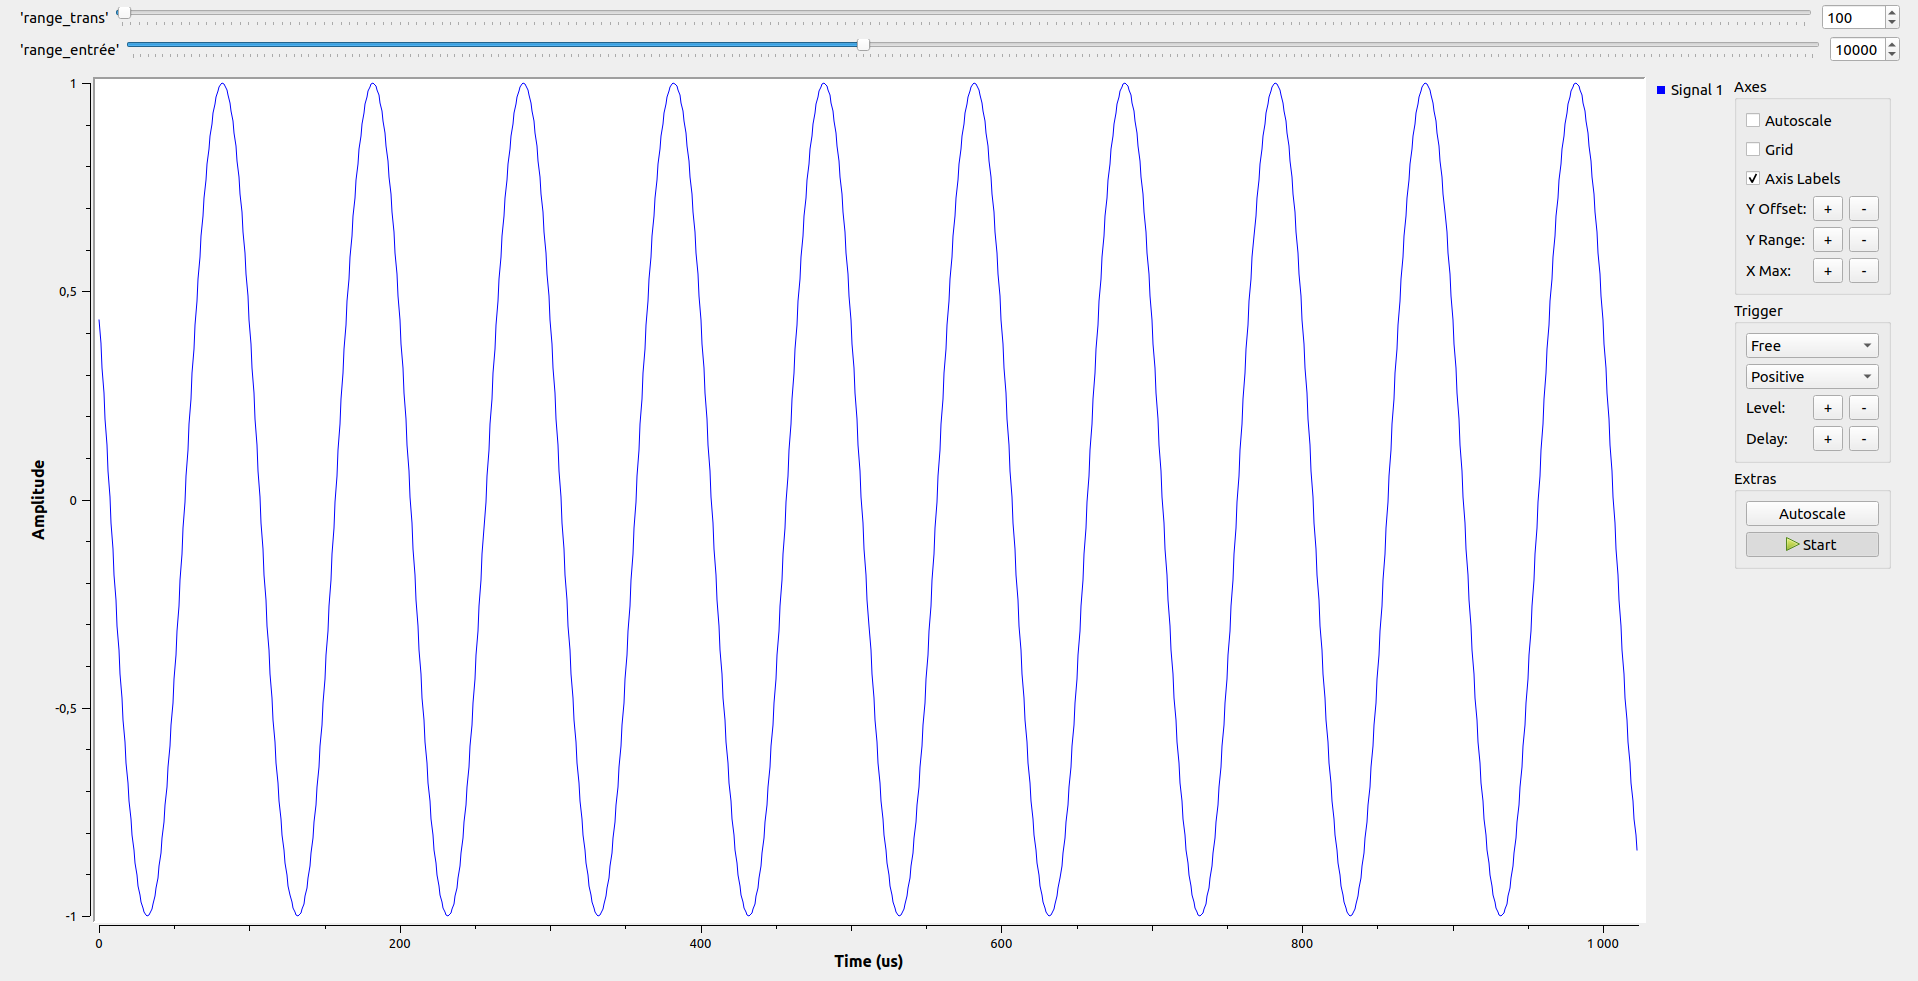 'range_trans' 100
'range_entrée' 10000
Signal 1
Axes
Autoscale
Grid
Axis Labels
Y Offset: + -
Y Range: + -
X Max: + -
Trigger
Free
Positive
Level: + -
Delay: + -
Extras
Autoscale
Start
1
0,5
0
-0,5
-1
Amplitude
0 200 400 600 800 1 000
Time (us)